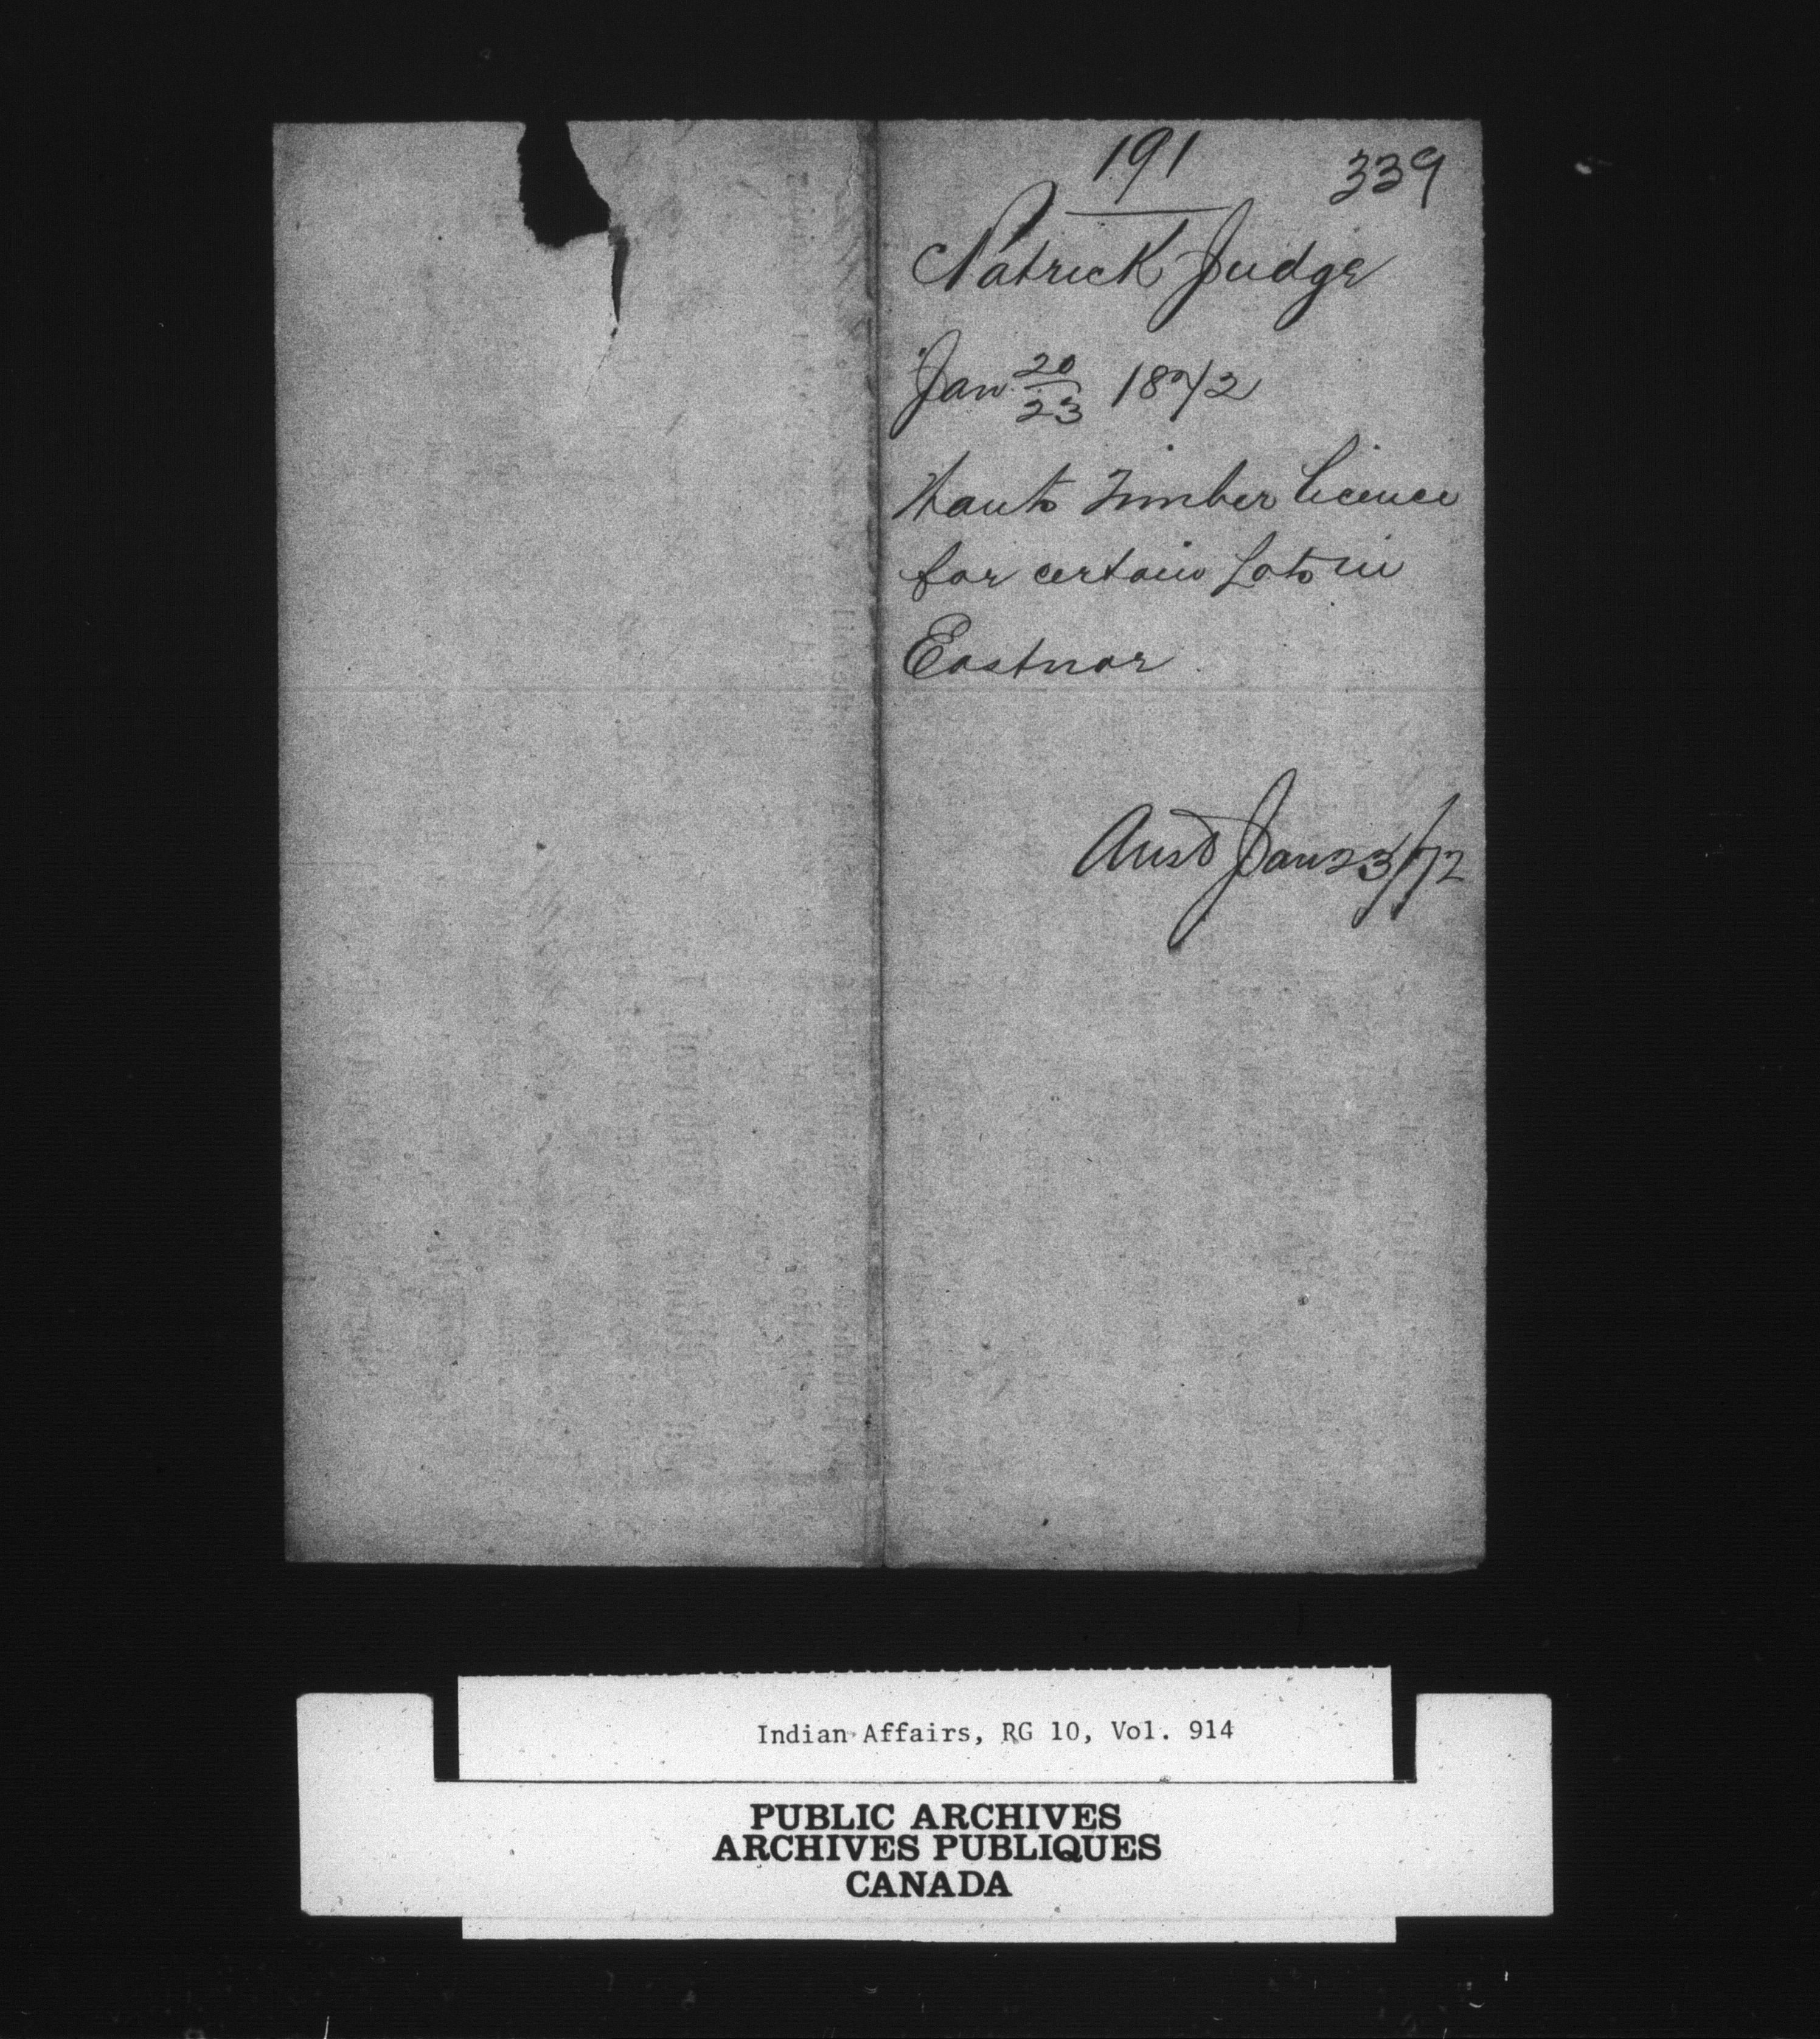 191
339
Patrick Judge
Jan 20/23 1872
Wants Timber licence
for certain Lots in
Eastnor
Ansd Jan 23/72
Indian Affairs, RG 10, Vol. 914
PUBLIC ARCHIVES
ARCHIVES PUBLIQUES
CANADA